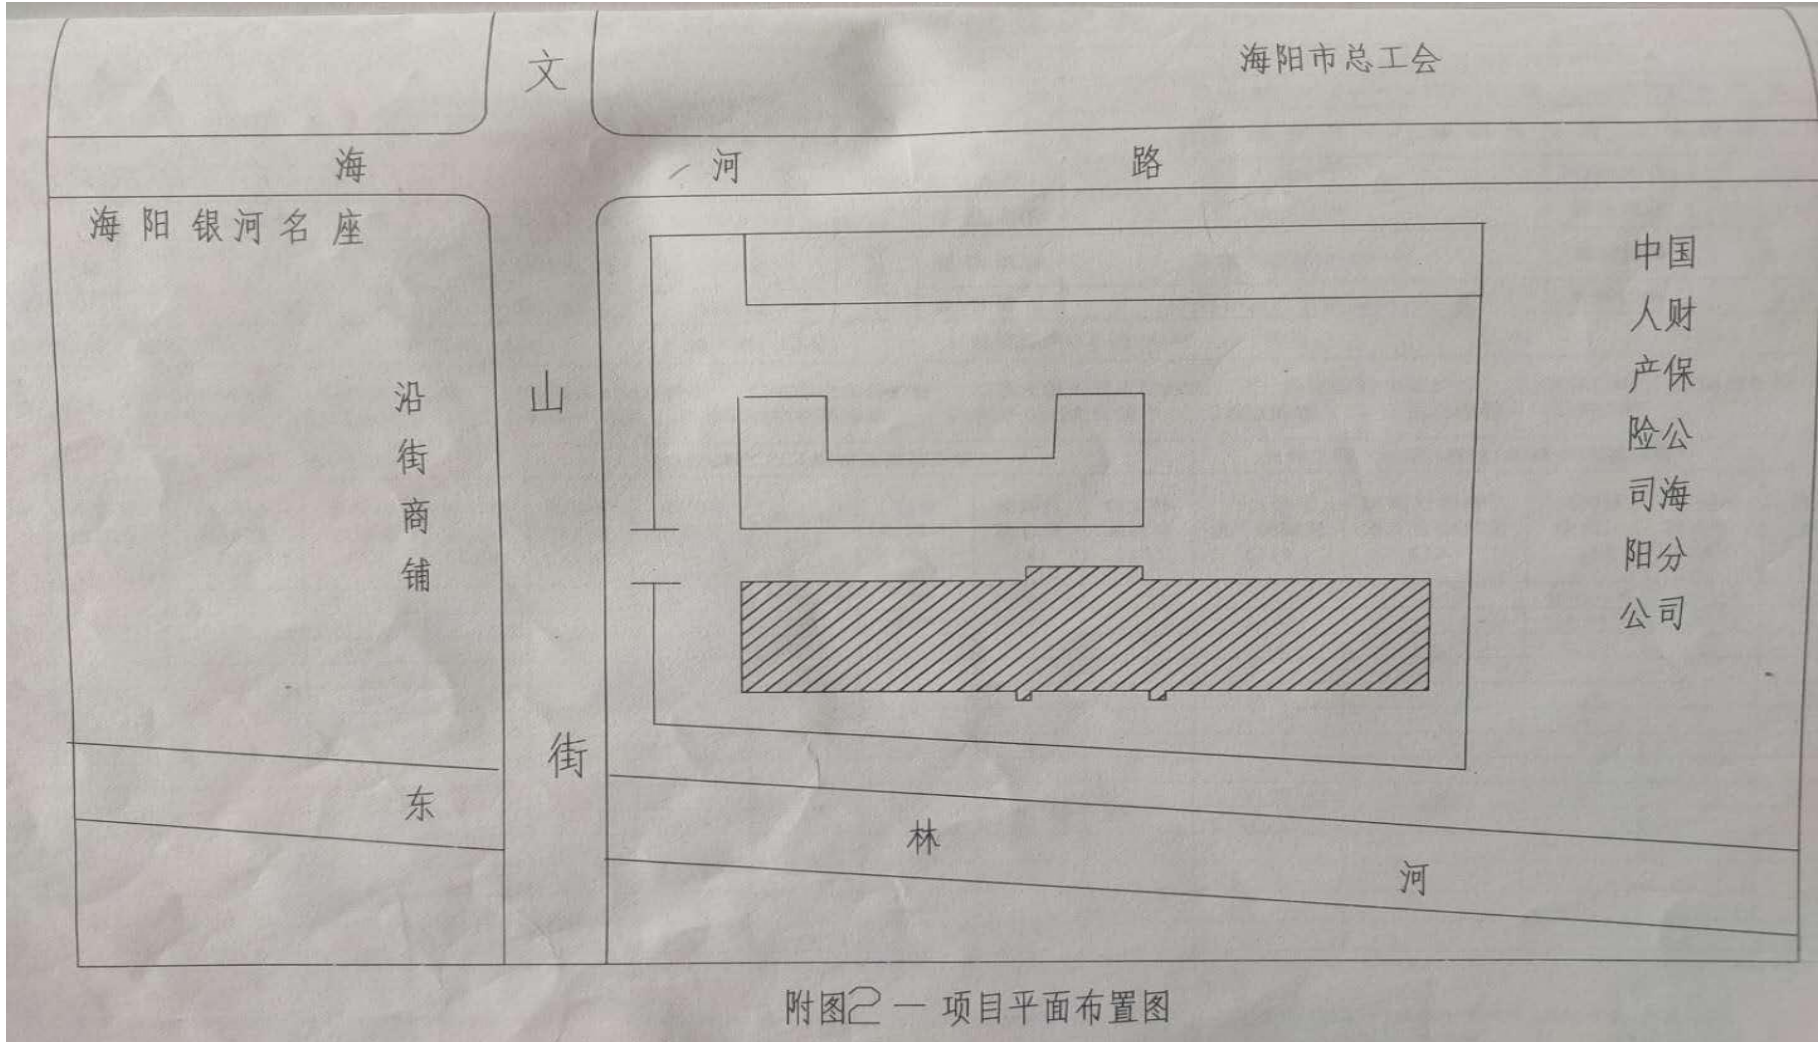 文
海阳市总工会
海河路
海阳银河名座
沿街商铺
山
街
中国
人财
产保
险公
司海
阳分
公司
东林河
附图2—项目平面布置图